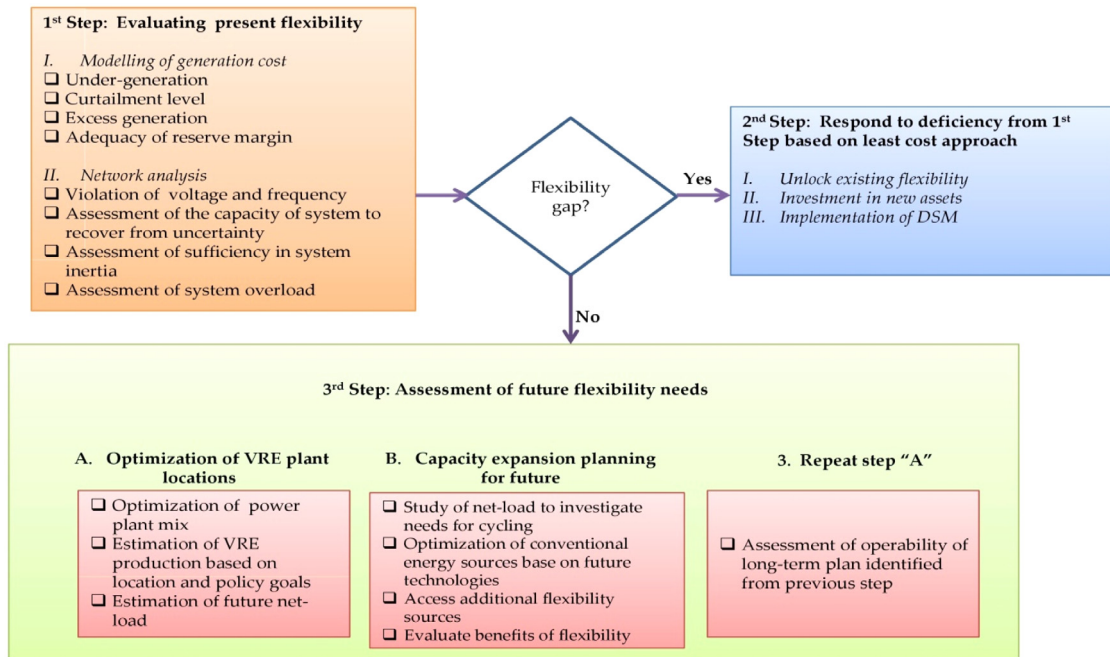 1st Step: Evaluating present flexibility
I. Modelling of generation cost
❑ Under-generation
❑ Curtailment level
❑ Excess generation
❑ Adequacy of reserve margin
II. Network analysis
❑ Violation of voltage and frequency
❑ Assessment of the capacity of system to
recover from uncertainty
❑ Assessment of sufficiency in system
inertia
❑ Assessment of system overload
Flexibility
gap?
Yes
2nd Step: Respond to deficiency from 1st
Step based on least cost approach
I. Unlock existing flexibility
II. Investment in new assets
III. Implementation of DSM
No
3rd Step: Assessment of future flexibility needs
A. Optimization of VRE plant
locations
❑ Optimization of power
plant mix
❑ Estimation of VRE
production based on
location and policy goals
❑ Estimation of future net-
load
B. Capacity expansion planning
for future
❑ Study of net-load to investigate
needs for cycling
❑ Optimization of conventional
energy sources base on future
technologies
❑ Access additional flexibility
sources
❑ Evaluate benefits of flexibility
3. Repeat step “A”
❑ Assessment of operability of
long-term plan identified
from previous step